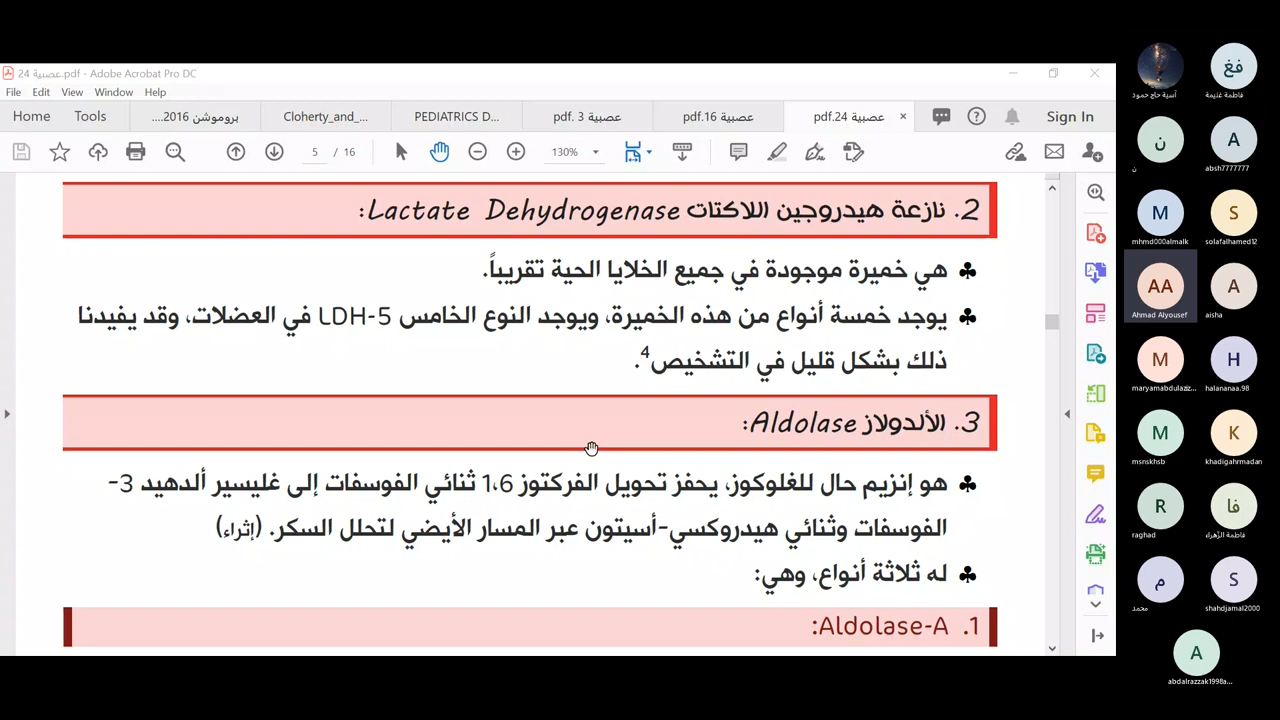 عصبية 24.pdf - Adobe Acrobat Pro DC
File Edit View Window Help
Home Tools بروموشن 2016.... Cloherty_and_... PEDIATRICS D... عصبية 3 .pdf عصبية 16.pdf عصبية 24.pdf × Sign In
5 / 16 130%
2. نازعة هيدروجين اللاكتات Lactate Dehydrogenase:
♣ هي خميرة موجودة في جميع الخلايا الحية تقريباً.
♣ يوجد خمسة أنواع من هذه الخميرة، ويوجد النوع الخامس LDH-5 في العضلات، وقد يفيدنا
ذلك بشكل قليل في التشخيص⁴.
3. الألدولاز Aldolase:
♣ هو إنزيم حال للغلوكوز، يحفز تحويل الفركتوز 1،6 ثنائي الفوسفات إلى غليسير ألدهيد 3-
الفوسفات وثنائي هيدروكسي-أسيتون عبر المسار الأيضي لتحلل السكر. (إثراء)
♣ له ثلاثة أنواع، وهي:
1. Aldolase-A:
فغ
آسية حاج حمود فاطمة غنيمة
ن A
ن absh7777777
M S
mhmd000almalk solafalhamed12
AA A
Ahmad Alyousef aisha
M H
maryamabdulaziz... halananaa.98
M K
msnskhsb khadigahrmadan
R فا
raghad فاطمة الزهراء
م S
محمد shahdjamal2000
A
abdalrazzak1998a...